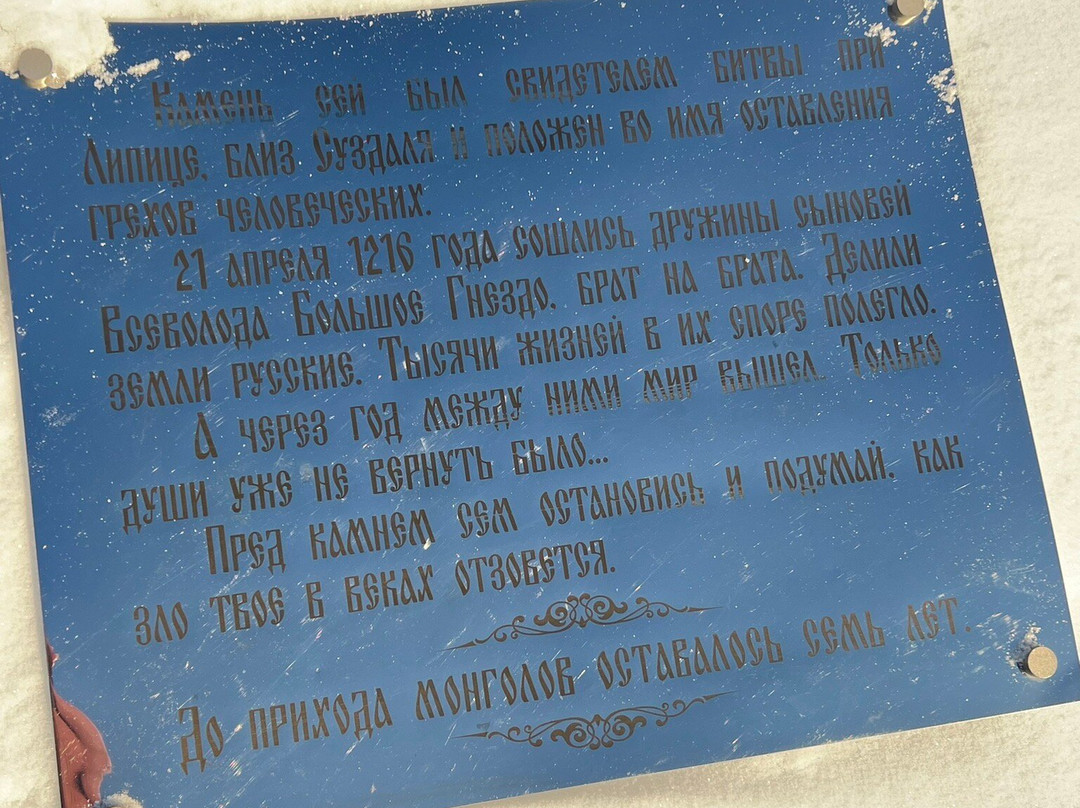 Камень сей был свидетелем битвы при
Липице, близ Суздаля и положен во имя оставления
грехов человеческих.
21 апреля 1216 года сошлись дружины сыновей
Всеволода Большое Гнездо, брат на брата. Делили
земли русские. Тысячи жизней в их споре полегло.
А через год между ними мир вышел. Только
души уже не вернуть было...
Пред камнем сем остановись и подумай, как
зло твое в веках отзовется.
До прихода монголов оставалось семь лет.